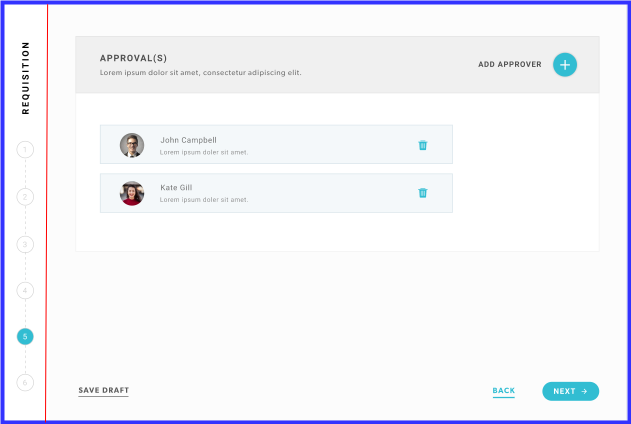 REQUISITION
1
2
3
4
5
6
APPROVAL(S)
Lorem ipsum dolor sit amet, consectetur adipiscing elit.
ADD APPROVER
John Campbell
Lorem ipsum doler sit amet.
Kate Gill
Lorem ipsum doler sit amet.
SAVE DRAFT
BACK
NEXT →